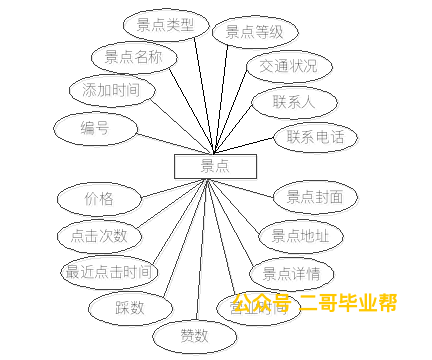 景点类型
景点等级
景点名称
交通状况
添加时间
联系人
编号
联系电话
景点
价格
景点封面
点击次数
景点地址
最近点击时间
景点详情
踩数
营业时间
赞数
公众号 二哥毕业帮